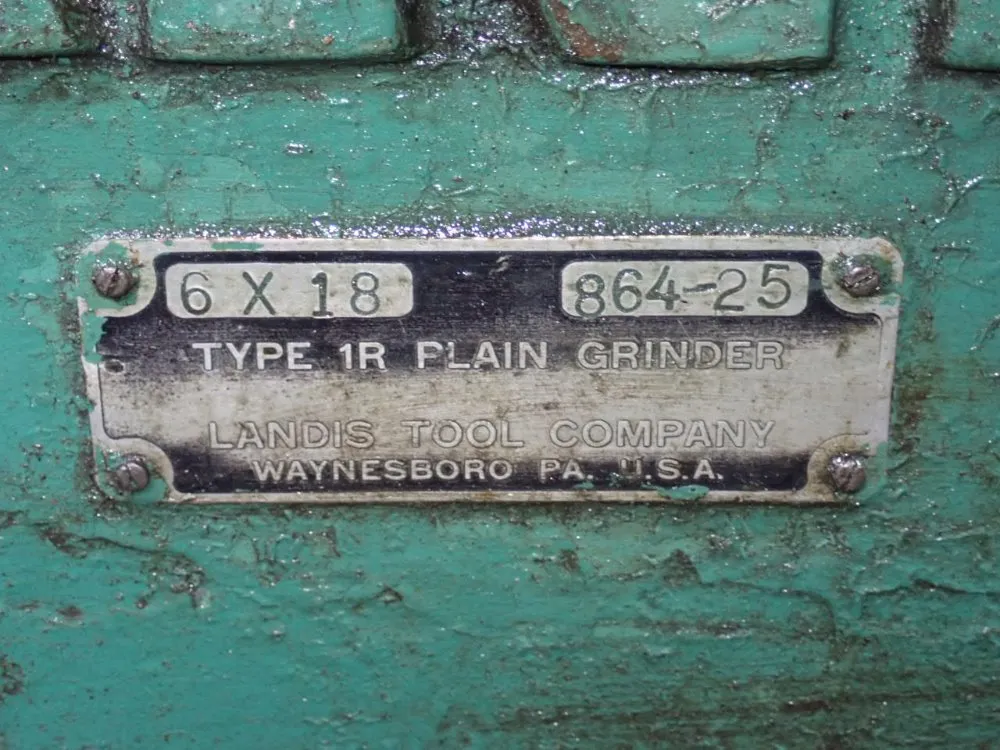 6 X 18 864-25
TYPE 1R PLAIN GRINDER
LANDIS TOOL COMPANY
WAYNESBORO PA. U.S.A.